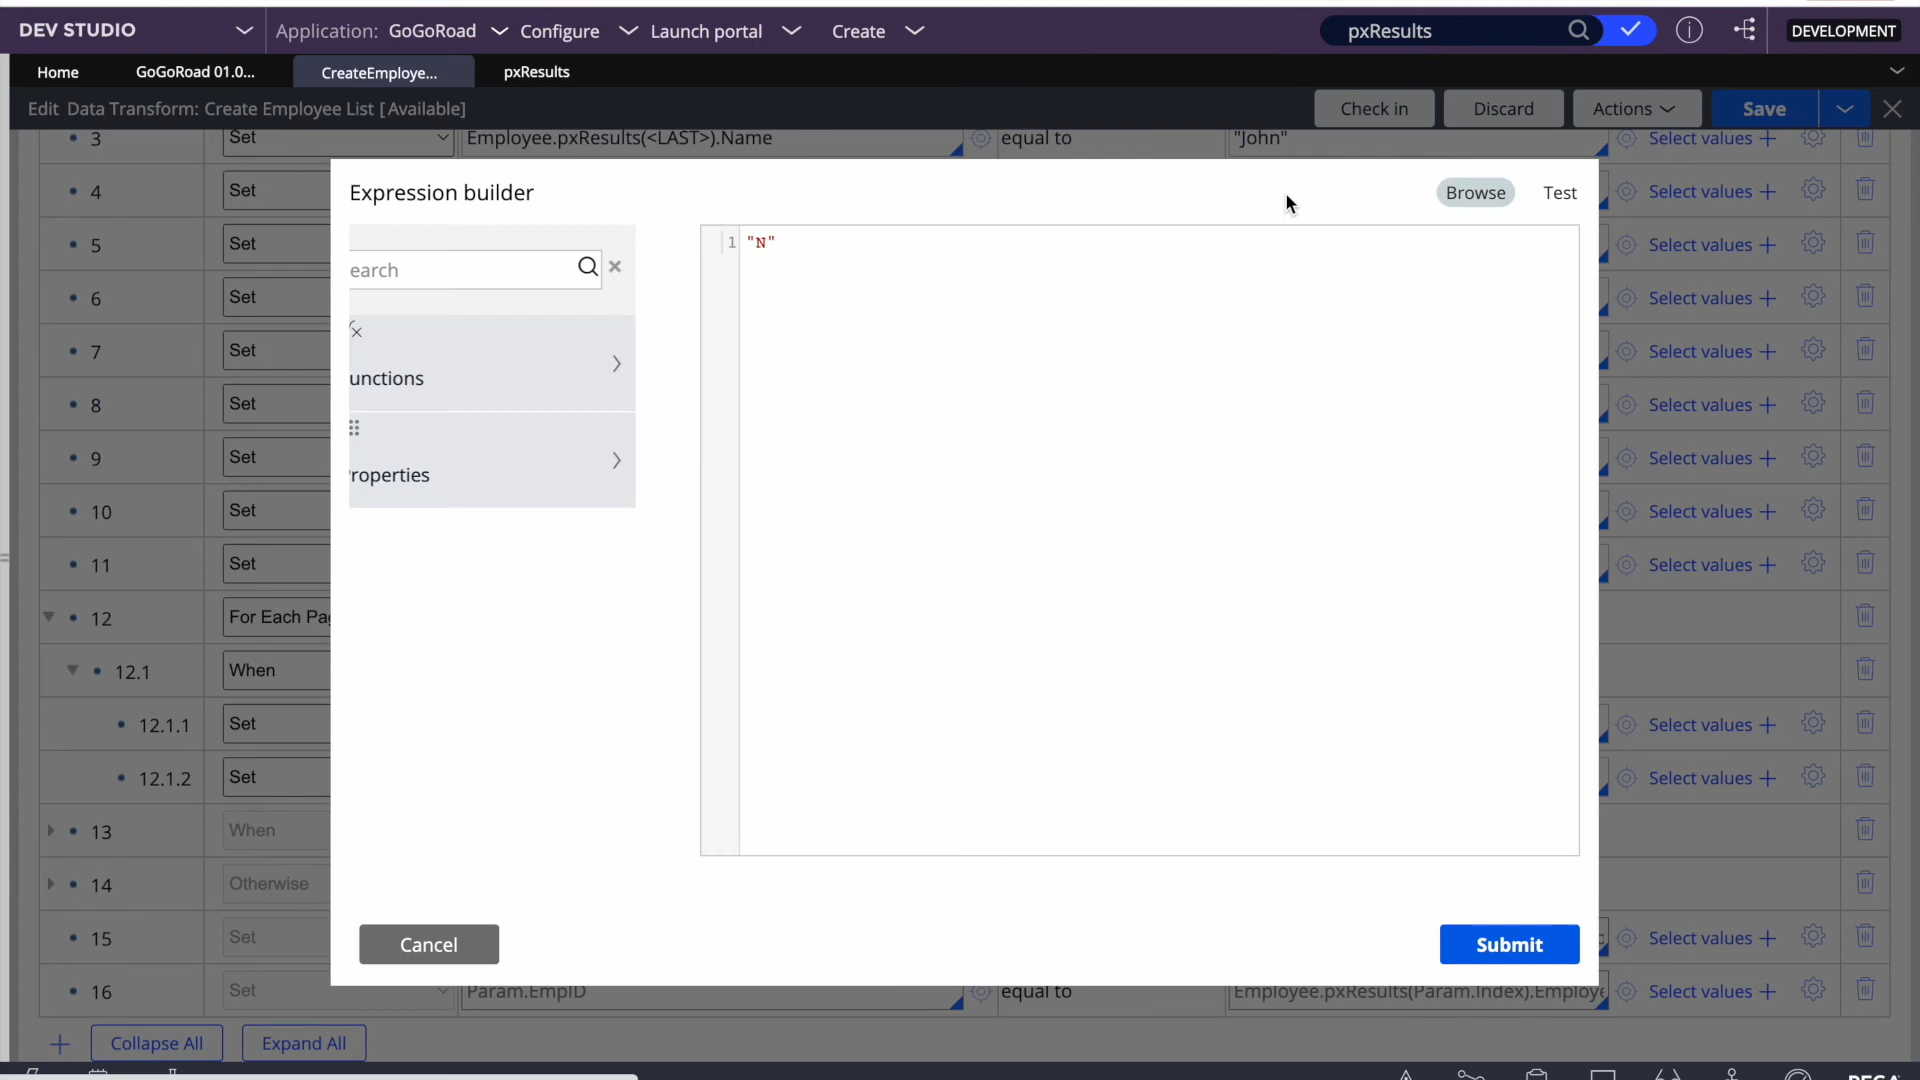 DEV STUDIO Application: GoGoRoad Configure Launch portal Create pxResults DEVELOPMENT
Home GoGoRoad 01.0... CreateEmploye... pxResults
Edit Data Transform: Create Employee List [Available] Check in Discard Actions Save
3 Set Employee.pxResults(<LAST>).Name equal to "John" Select values
Expression builder Browse Test
4 Set Select values
1 "N"
5 Set Select values
earch
6 Set Select values
7 Set Select values
unctions
8 Set Select values
9 Set Select values
roperties
10 Set Select values
11 Set Select values
12 For Each Pa
12.1 When
12.1.1 Set Select values
12.1.2 Set Select values
13 When
14 Otherwise
15 Set Select values
Cancel Submit
16 Set Param.EmpID equal to Employee.pxResults(Param.Index).Employe Select values
Collapse All Expand All
PEGA